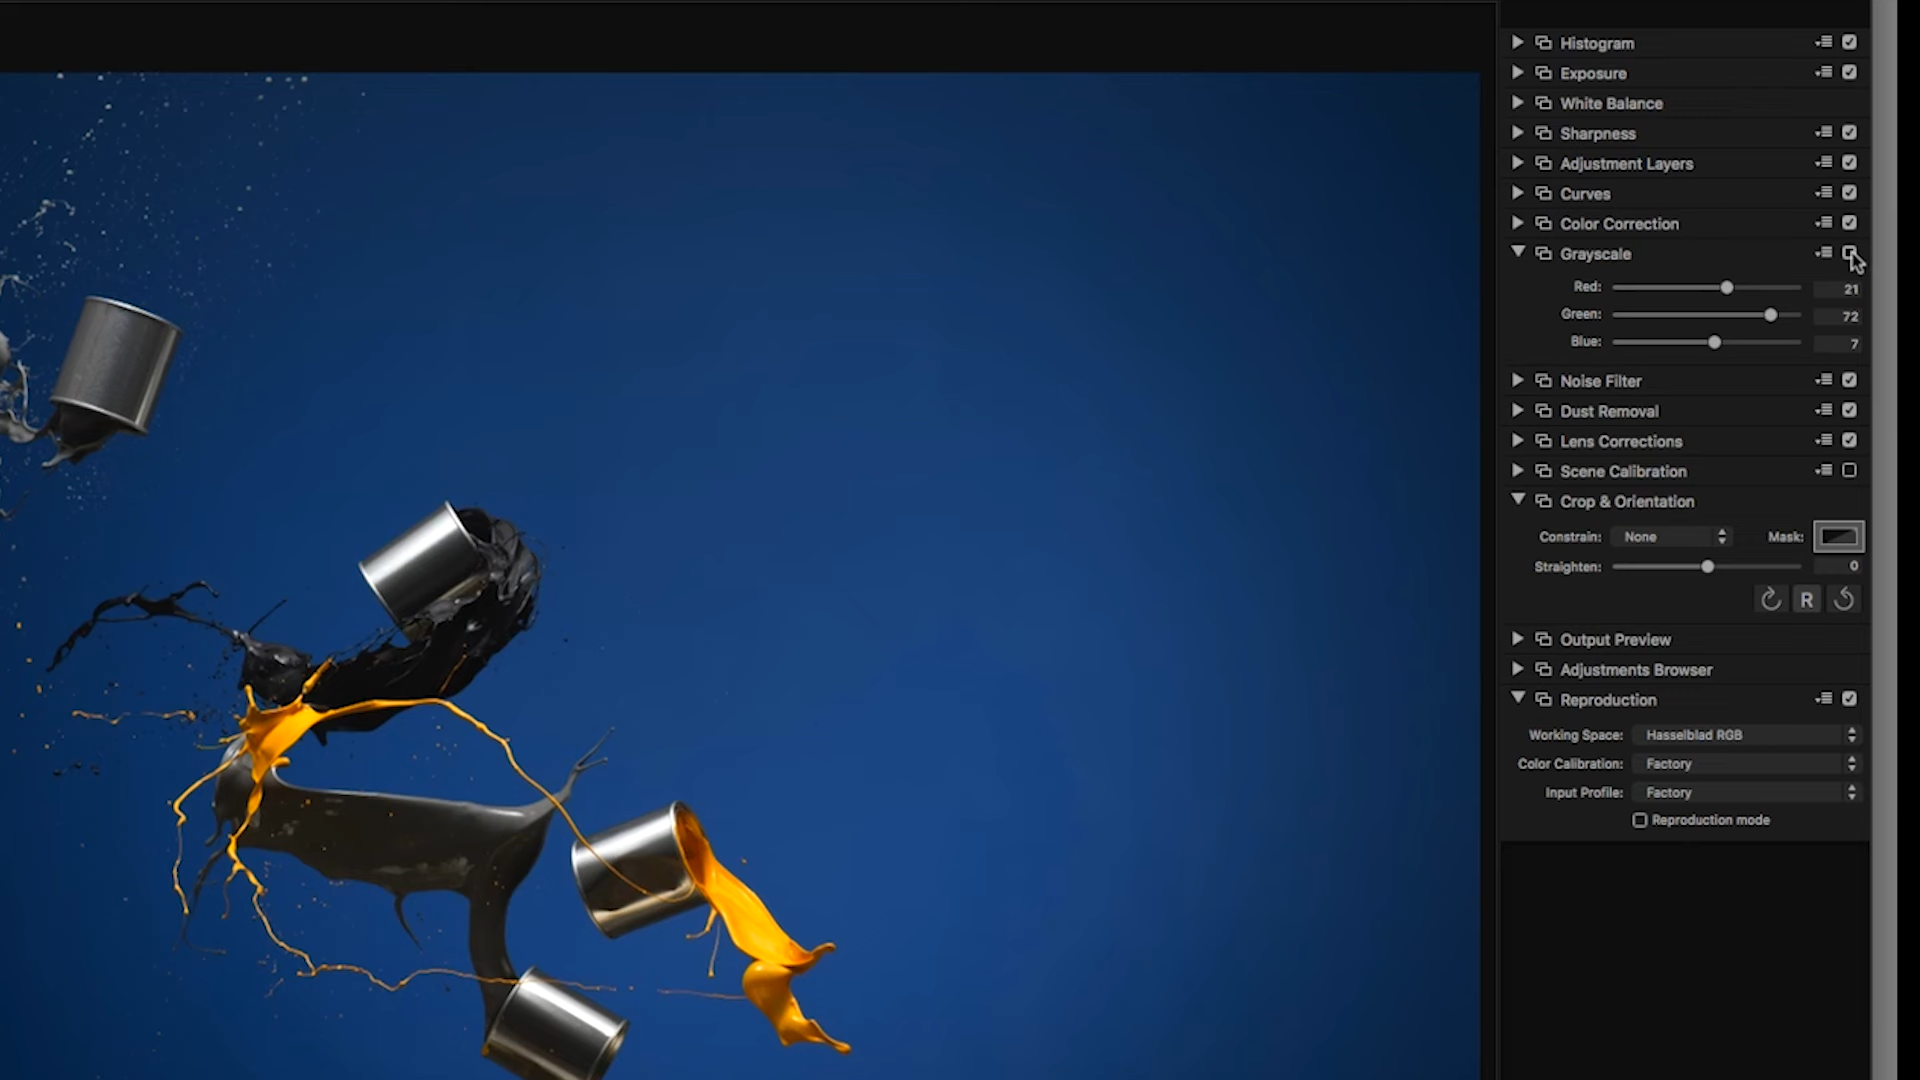 Histogram
Exposure
White Balance
Sharpness
Adjustment Layers
Curves
Color Correction
Grayscale
Red: 21
Green: 72
Blue: 7
Noise Filter
Dust Removal
Lens Corrections
Scene Calibration
Crop & Orientation
Constrain: None Mask:
Straighten: 0
R
Output Preview
Adjustments Browser
Reproduction
Working Space: Hasselblad RGB
Color Calibration: Factory
Input Profile: Factory
Reproduction mode